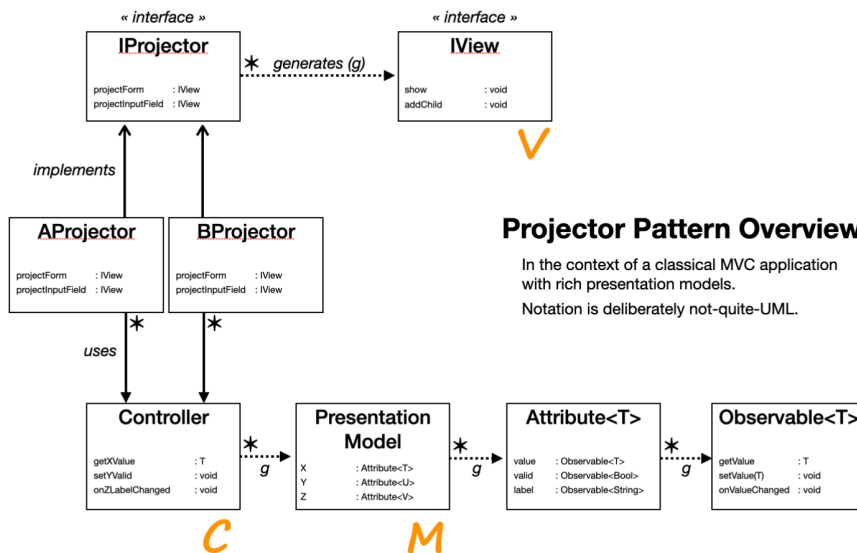 « interface »
« interface »
IProjector
projectForm : IView
projectInputField : IView
* generates (g)
IView
show : void
addChild : void
V
implements
AProjector
projectForm : IView
projectInputField : IView
*
BProjector
projectForm : IView
projectInputField : IView
*
uses
Projector Pattern Overview
In the context of a classical MVC application
with rich presentation models.
Notation is deliberately not-quite-UML.
Controller
getXValue : T
setYValid : void
onZLabelChanged : void
C
*
g
Presentation
Model
X : Attribute<T>
Y : Attribute<U>
Z : Attribute<V>
M
*
g
Attribute<T>
value : Observable<T>
valid : Observable<Bool>
label : Observable<String>
*
g
Observable<T>
getValue : T
setValue(T) : void
onValueChanged : void